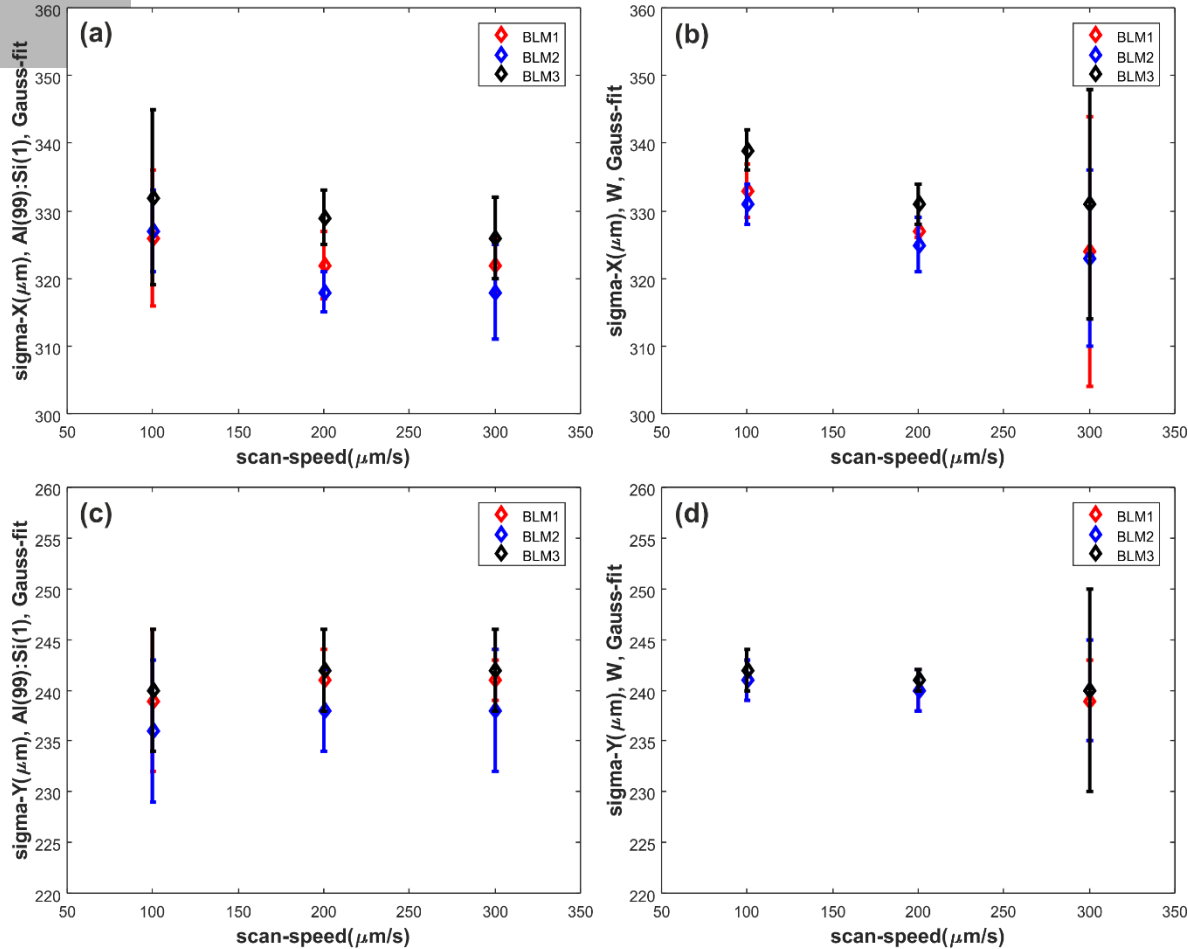 (a)
BLM1
BLM2
BLM3
sigma-X(μm), Al(99):Si(1), Gauss-fit
360
350
340
330
320
310
300
50 100 150 200 250 300 350
scan-speed(μm/s)
(b)
BLM1
BLM2
BLM3
sigma-X(μm), W, Gauss-fit
360
350
340
330
320
310
300
50 100 150 200 250 300 350
scan-speed(μm/s)
(c)
BLM1
BLM2
BLM3
sigma-Y(μm), Al(99):Si(1), Gauss-fit
260
255
250
245
240
235
230
225
220
50 100 150 200 250 300 350
scan-speed(μm/s)
(d)
BLM1
BLM2
BLM3
sigma-Y(μm), W, Gauss-fit
260
255
250
245
240
235
230
225
220
50 100 150 200 250 300 350
scan-speed(μm/s)